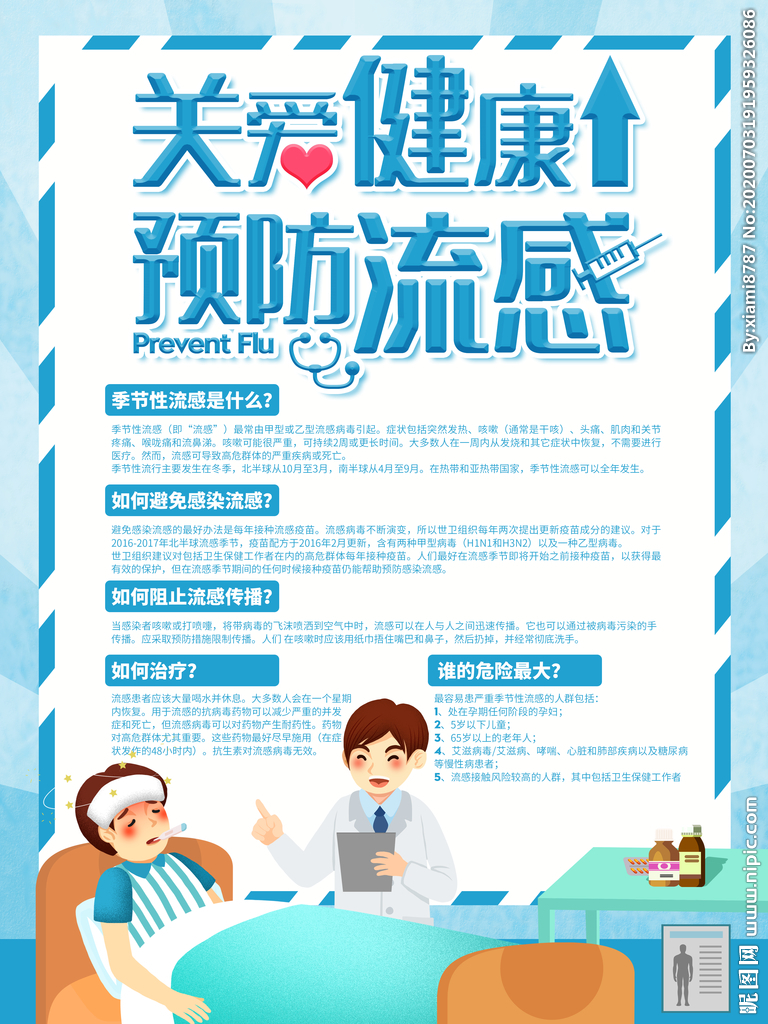 关爱健康
预防流感
Prevent Flu
季节性流感是什么?
季节性流感（即“流感”）最常由甲型或乙型流感病毒引起。症状包括突然发热、咳嗽（通常是干咳）、头痛、肌肉和关节
疼痛、喉咙痛和流鼻涕。咳嗽可能很严重，可持续2周或更长时间。大多数人在一周内从发烧和其它症状中恢复，不需要进行
医疗。然而，流感可导致高危群体的严重疾病或死亡。
季节性流行主要发生在冬季，北半球从10月至3月，南半球从4月至9月。在热带和亚热带国家，季节性流感可以全年发生。
如何避免感染流感?
避免感染流感的最好办法是每年接种流感疫苗。流感病毒不断演变，所以世卫组织每年两次提出更新疫苗成分的建议。对于
2016-2017年北半球流感季节，疫苗配方于2016年2月更新，含有两种甲型病毒（H1N1和H3N2）以及一种乙型病毒。
世卫组织建议对包括卫生保健工作者在内的高危群体每年接种疫苗。人们最好在流感季节即将开始之前接种疫苗，以获得最
有效的保护，但在流感季节期间的任何时候接种疫苗仍能帮助预防感染流感。
如何阻止流感传播?
当感染者咳嗽或打喷嚏，将带病毒的飞沫喷洒到空气中时，流感可以在人与人之间迅速传播。它也可以通过被病毒污染的手
传播。应采取预防措施限制传播。人们 在咳嗽时应该用纸巾捂住嘴巴和鼻子，然后扔掉，并经常彻底洗手。
如何治疗?
流感患者应该大量喝水并休息。大多数人会在一个星期
内恢复。用于流感的抗病毒药物可以减少严重的并发
症和死亡，但流感病毒可以对药物产生耐药性。药物
对高危群体尤其重要。这些药物最好尽早施用（在症
状发作的48小时内）。抗生素对流感病毒无效。
谁的危险最大?
最容易患严重季节性流感的人群包括：
1、处在孕期任何阶段的孕妇；
2、5岁以下儿童；
3、65岁以上的老年人；
4、艾滋病毒/艾滋病、哮喘、心脏和肺部疾病以及糖尿病
等慢性病患者；
5、流感接触风险较高的人群，其中包括卫生保健工作者
By:xiami8787 No:20200703191959326086
昵图网 www.nipic.com